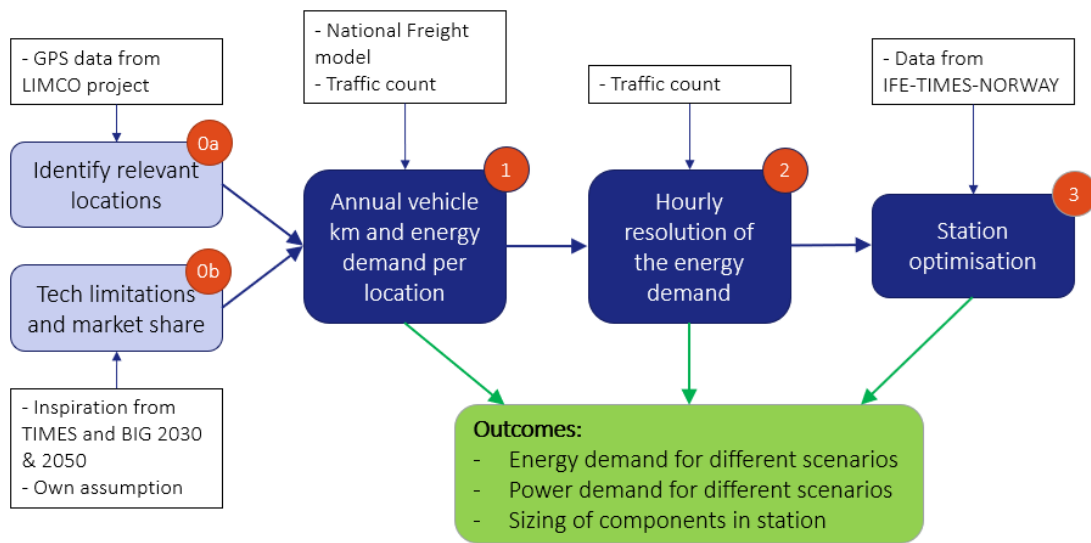 - GPS data from
LIMCO project
0a
Identify relevant
locations
0b
Tech limitations
and market share
- Inspiration from
TIMES and BIG 2030
& 2050
- Own assumption
- National Freight
model
- Traffic count
1
Annual vehicle
km and energy
demand per
location
- Traffic count
2
Hourly
resolution of
the energy
demand
- Data from
IFE-TIMES-NORWAY
3
Station
optimisation
Outcomes:
- Energy demand for different scenarios
- Power demand for different scenarios
- Sizing of components in station